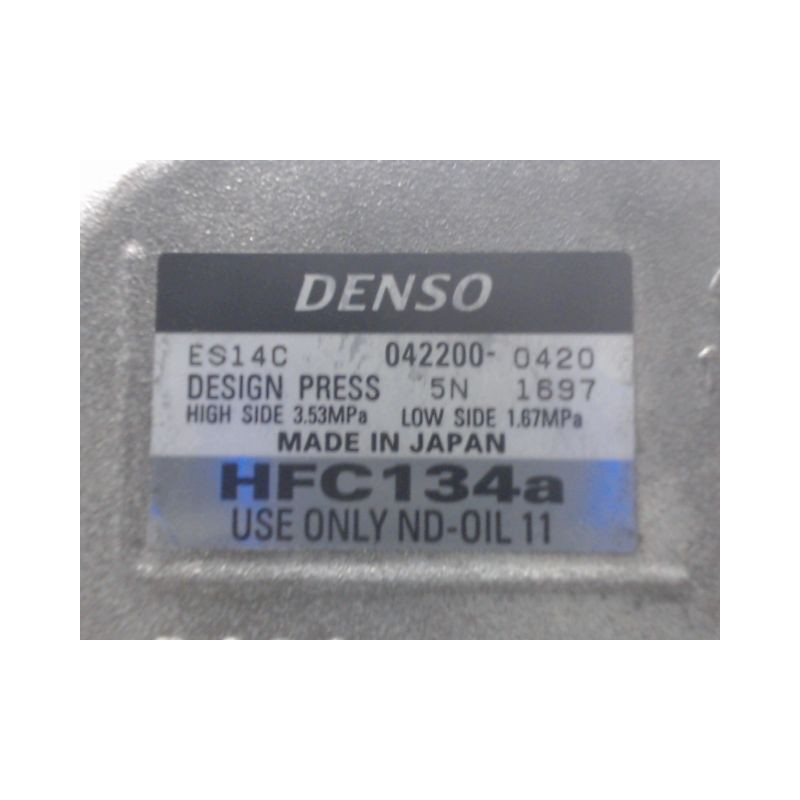 DENSO
ES14C 042200-0420
DESIGN PRESS 5N 1697
HIGH SIDE 3.53MPa LOW SIDE 1.67MPa
MADE IN JAPAN
HFC134a
USE ONLY ND-OIL 11